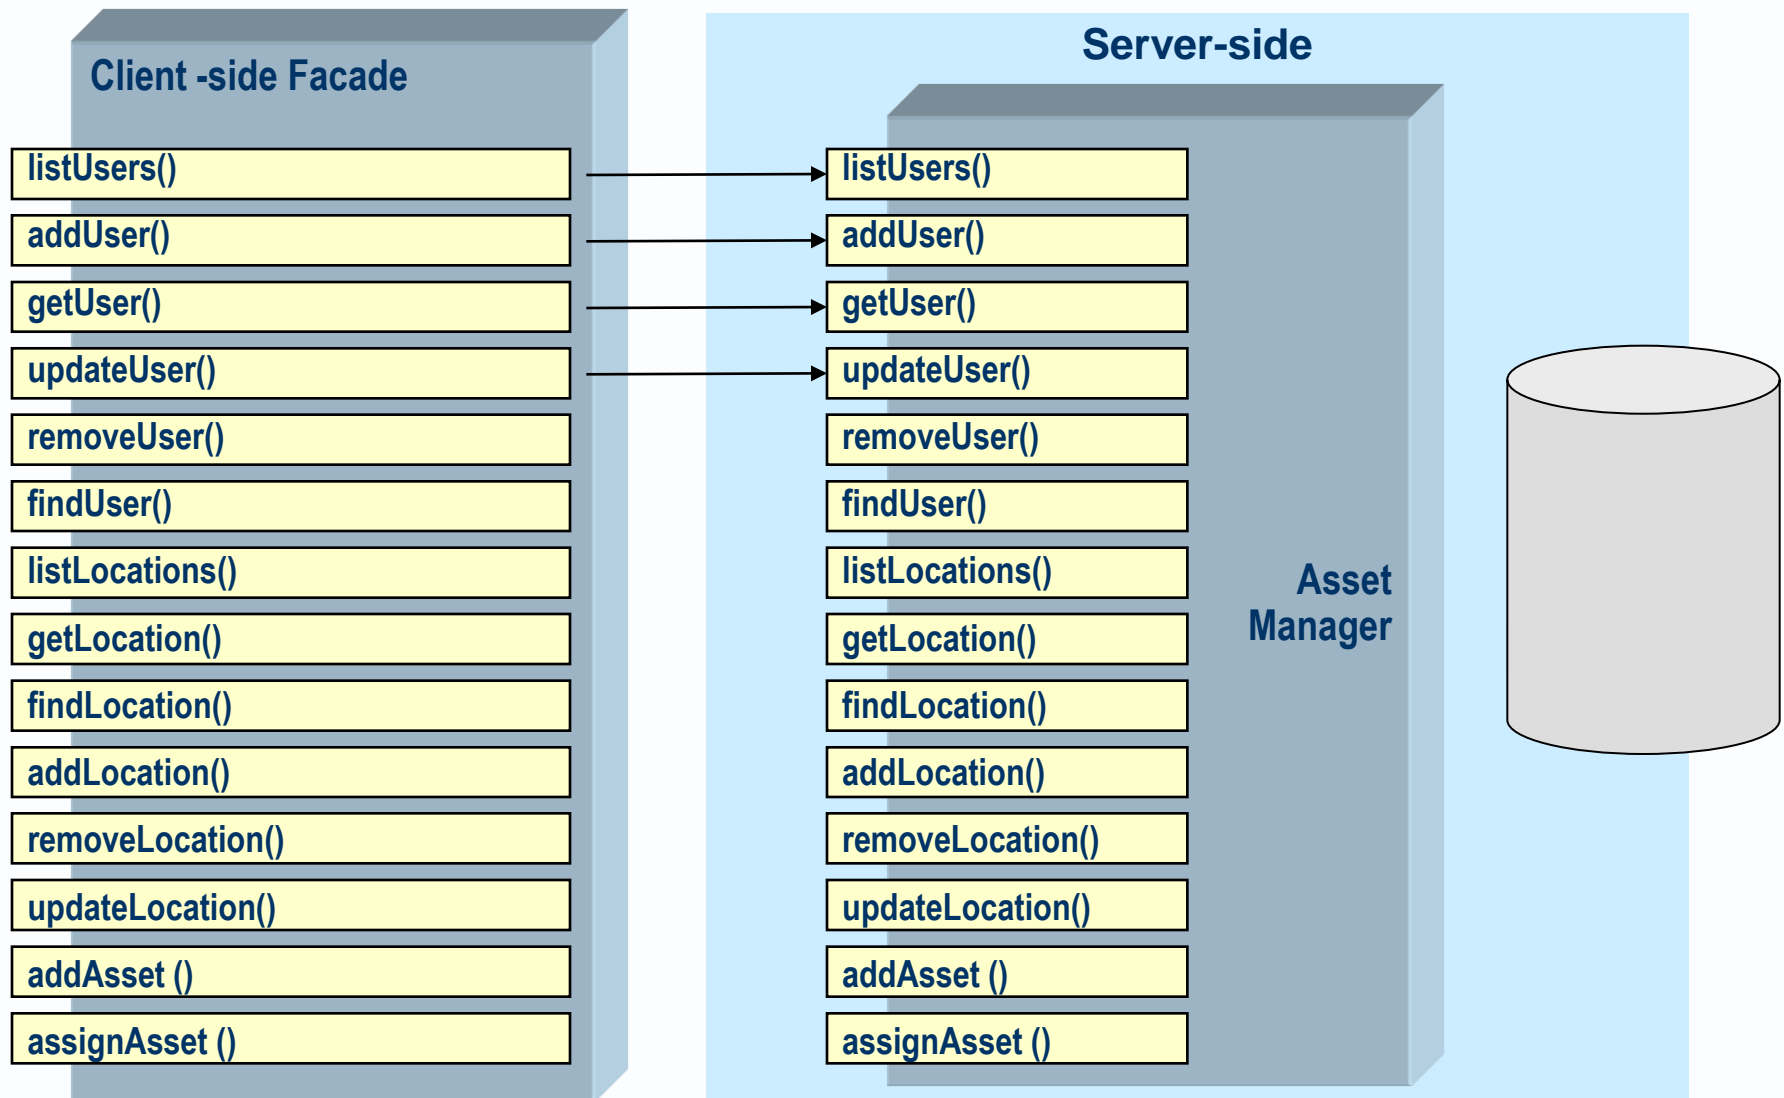 Client -side Facade
listUsers()
addUser()
getUser()
updateUser()
removeUser()
findUser()
listLocations()
getLocation()
findLocation()
addLocation()
removeLocation()
updateLocation()
addAsset ()
assignAsset ()
Server-side
listUsers()
addUser()
getUser()
updateUser()
removeUser()
findUser()
listLocations()
getLocation()
findLocation()
addLocation()
removeLocation()
updateLocation()
addAsset ()
assignAsset ()
Asset
Manager